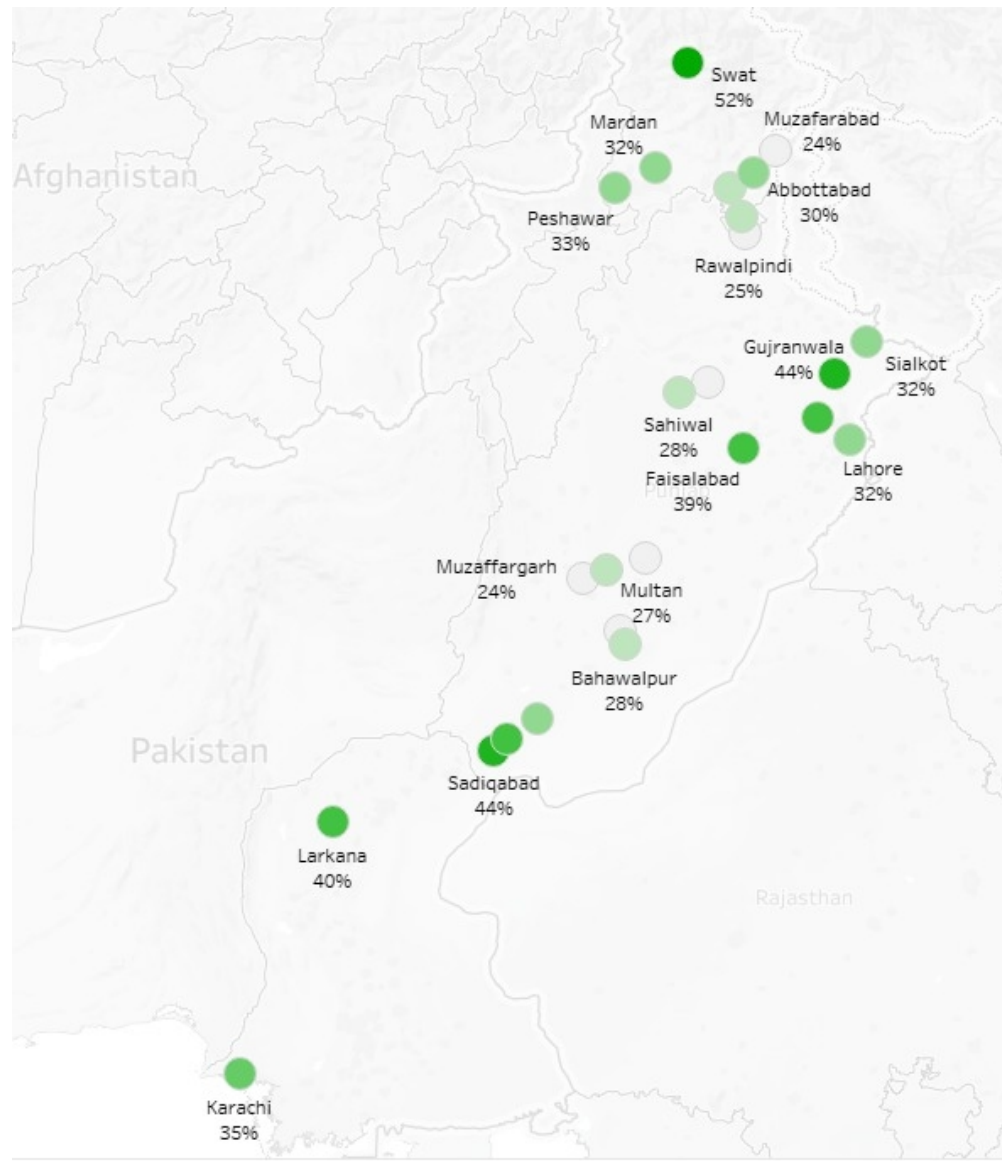 Swat
52%
Muzafarabad
24%
Mardan
32%
Afghanistan
Abbottabad
30%
Peshawar
33%
Rawalpindi
25%
Gujranwala
44%
Sialkot
32%
Sahiwal
28%
Lahore
32%
Faisalabad
39%
Punjab
Muzaffargarh
24%
Multan
27%
Bahawalpur
28%
Pakistan
Sadiqabad
44%
Larkana
40%
Rajasthan
Karachi
35%